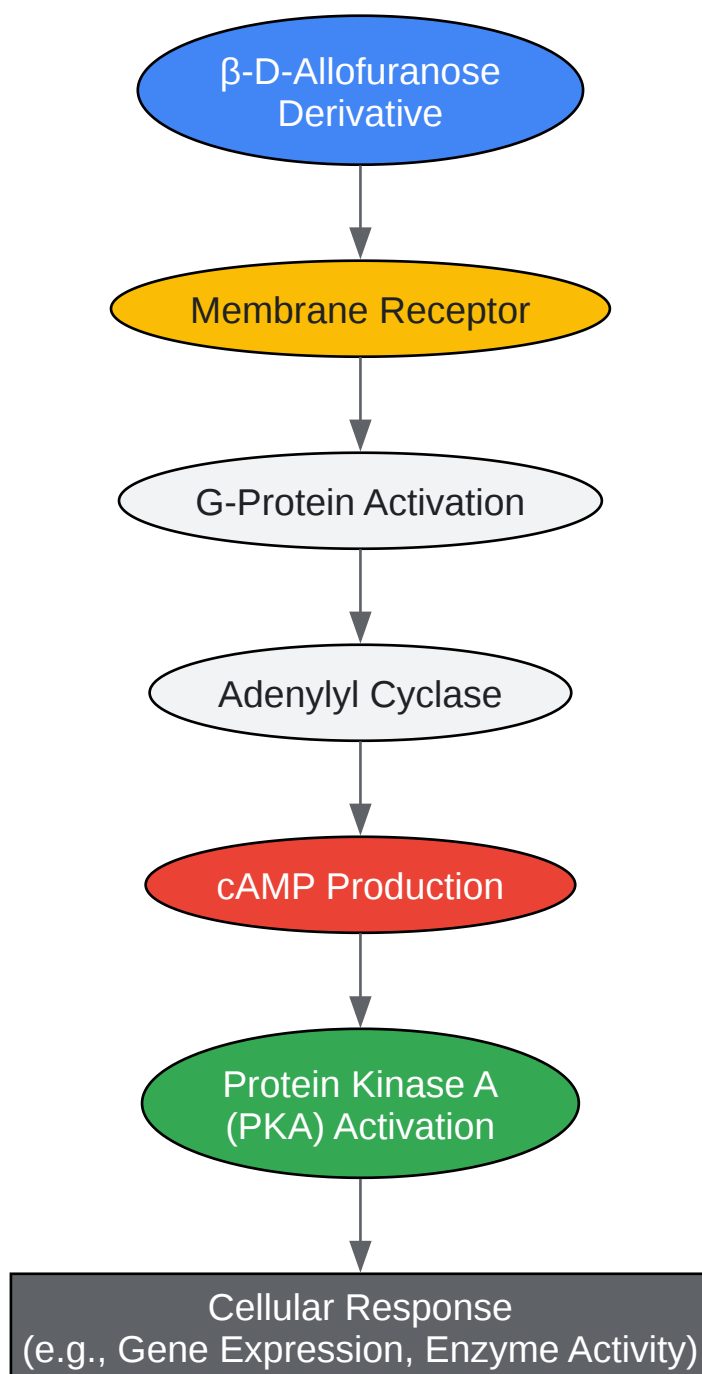 β-D-Allofuranose
Derivative
Membrane Receptor
G-Protein Activation
Adenylyl Cyclase
cAMP Production
Protein Kinase A
(PKA) Activation
Cellular Response
(e.g., Gene Expression, Enzyme Activity)